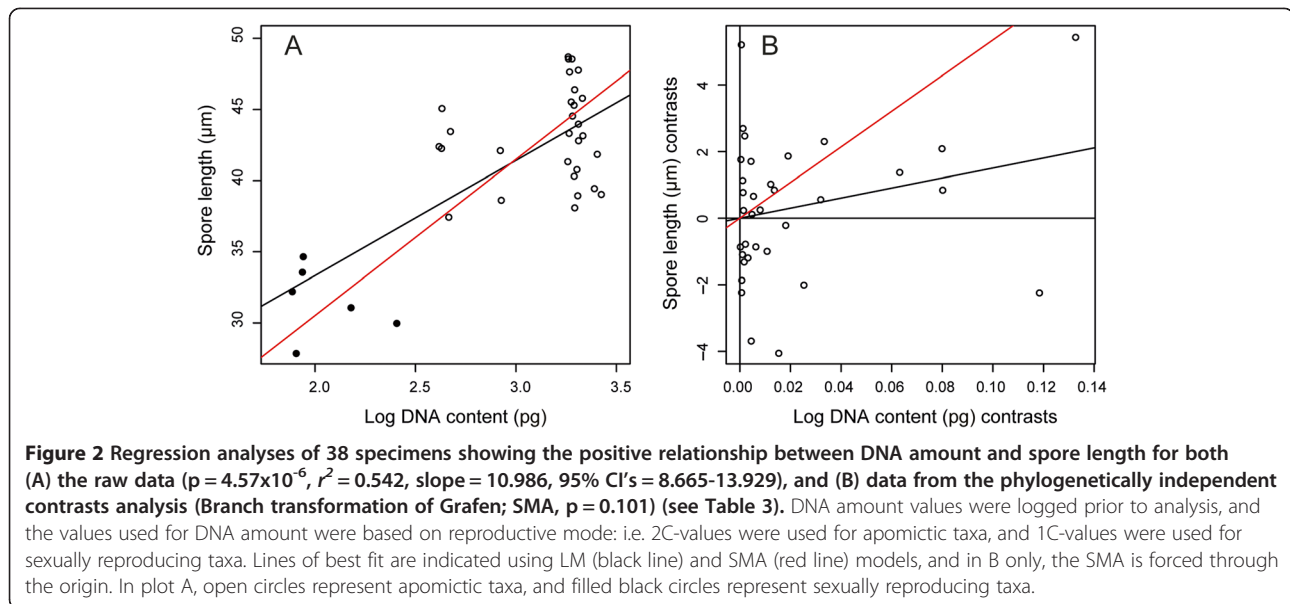 A
B
Spore length (µm)
50
45
40
35
30
2.0 2.5 3.0 3.5
Log DNA content (pg)
Spore length (µm) contrasts
4
2
0
−2
−4
0.00 0.02 0.04 0.06 0.08 0.10 0.12 0.14
Log DNA content (pg) contrasts
Figure 2 Regression analyses of 38 specimens showing the positive relationship between DNA amount and spore length for both
(A) the raw data (p = 4.57x10⁻⁶, r² = 0.542, slope = 10.986, 95% CI's = 8.665-13.929), and (B) data from the phylogenetically independent
contrasts analysis (Branch transformation of Grafen; SMA, p = 0.101) (see Table 3). DNA amount values were logged prior to analysis, and
the values used for DNA amount were based on reproductive mode: i.e. 2C-values were used for apomictic taxa, and 1C-values were used for
sexually reproducing taxa. Lines of best fit are indicated using LM (black line) and SMA (red line) models, and in B only, the SMA is forced through
the origin. In plot A, open circles represent apomictic taxa, and filled black circles represent sexually reproducing taxa.